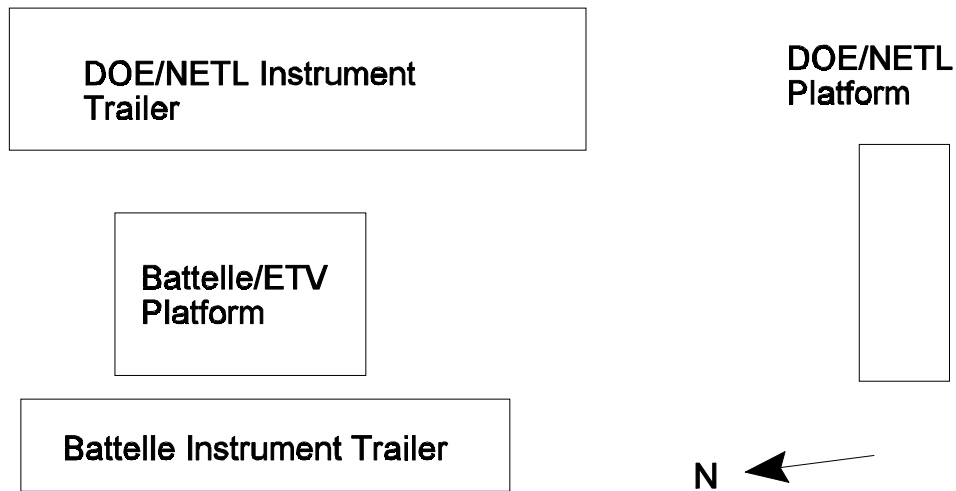 DOE/NETL Instrument
Trailer
DOE/NETL
Platform
Battelle/ETV
Platform
Battelle Instrument Trailer
N